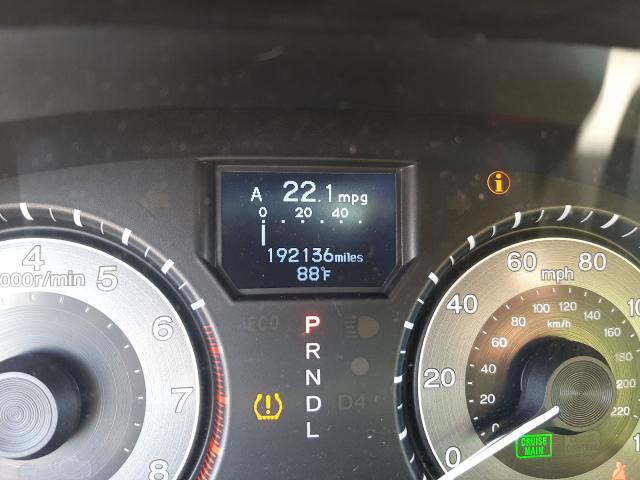 A 22.1 mpg
0 20 40
192136 miles
88°F
4 5 6 7 8
000r/min
ECO
P
R
N
D
L
D4
i
0 20 40 60 80
mph
0 20 40 60 80 100 120 140 160 180 200 220
km/h
CRUISE
MAIN